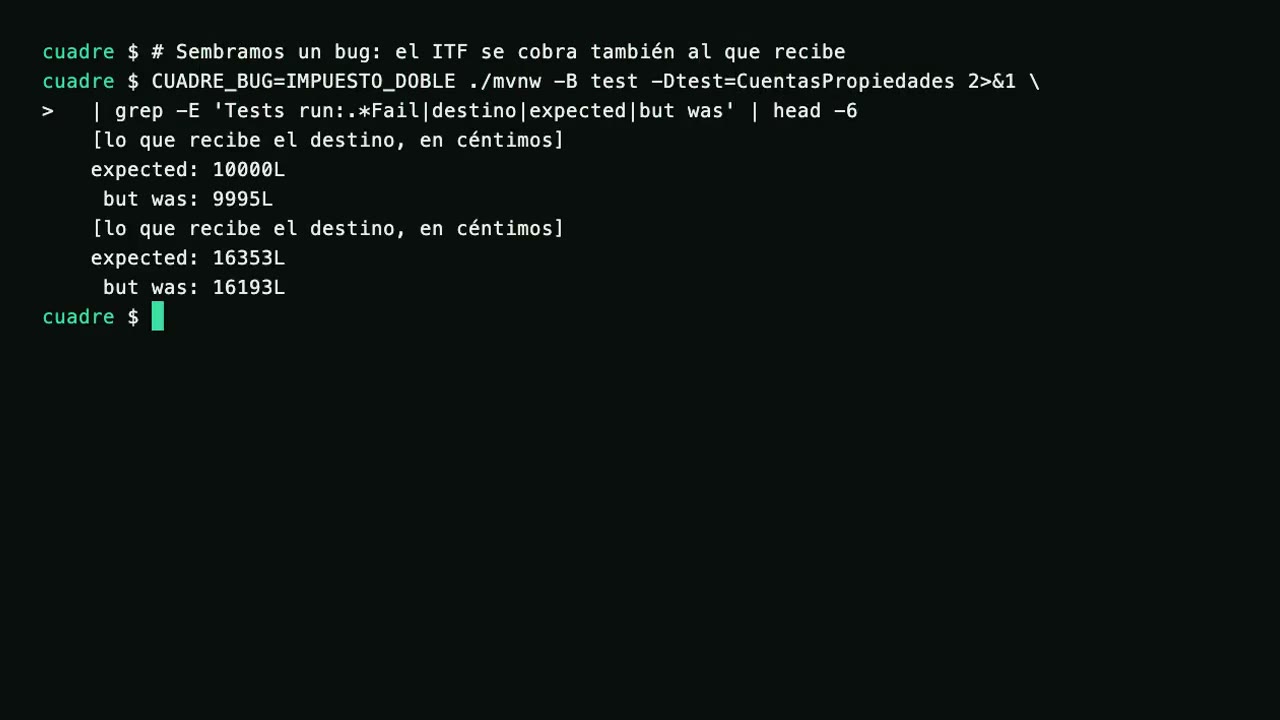 cuadre $ # Sembramos un bug: el ITF se cobra también al que recibe
cuadre $ CUADRE_BUG=IMPUESTO_DOBLE ./mvnw -B test -Dtest=CuentasPropiedades 2>&1 \
>   | grep -E 'Tests run:.*Fail|destino|expected|but was' | head -6
    [lo que recibe el destino, en céntimos]
    expected: 10000L
     but was: 9995L
    [lo que recibe el destino, en céntimos]
    expected: 16353L
     but was: 16193L
cuadre $